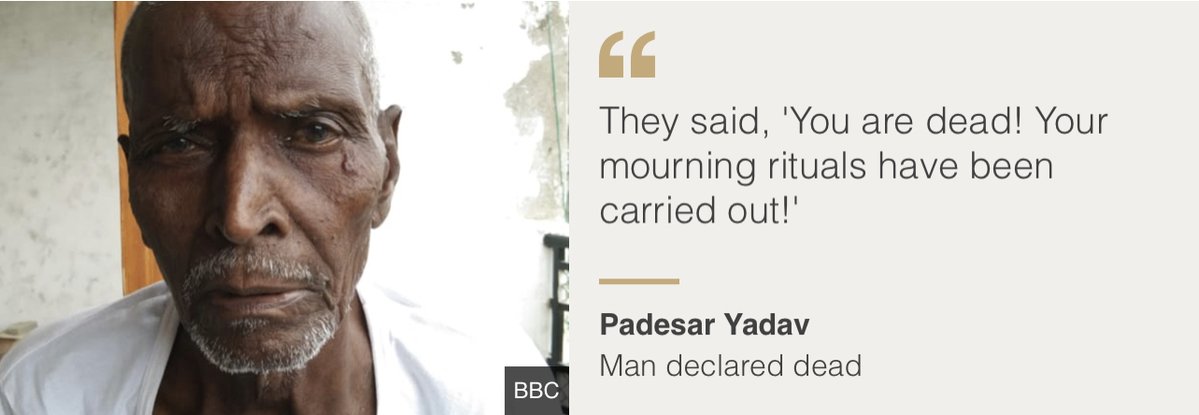 They said, 'You are dead! Your
mourning rituals have been
carried out!'
Padesar Yadav
Man declared dead
BBC